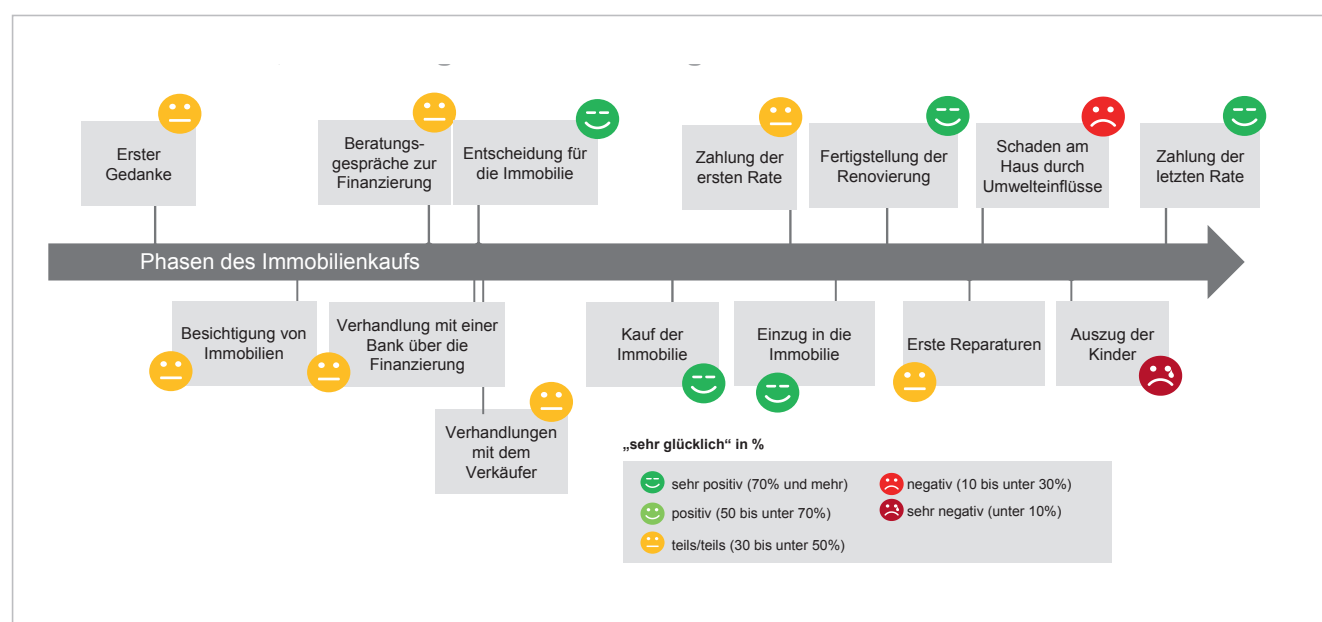 Erster
Gedanke
Beratungs-
gespräche zur
Finanzierung
Entscheidung für
die Immobilie
Zahlung der
ersten Rate
Fertigstellung der
Renovierung
Schaden am
Haus durch
Umwelteinflüsse
Zahlung der
letzten Rate
Phasen des Immobilienkaufs
Besichtigung von
Immobilien
Verhandlung mit einer
Bank über die
Finanzierung
Verhandlungen
mit dem
Verkäufer
Kauf der
Immobilie
Einzug in die
Immobilie
Erste Reparaturen
Auszug der
Kinder
„sehr glücklich“ in %
sehr positiv (70% und mehr)
positiv (50 bis unter 70%)
teils/teils (30 bis unter 50%)
negativ (10 bis unter 30%)
sehr negativ (unter 10%)